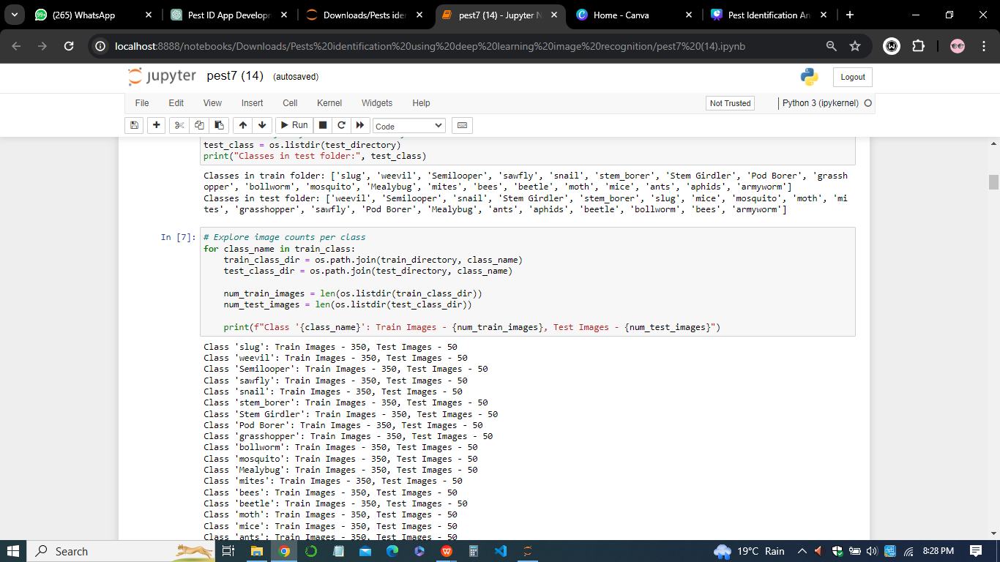 (265) WhatsApp
Pest ID App Developm
Downloads/Pests ide
pest7 (14) - Jupyter N
Home - Canva
Pest Identification An
localhost:8888/notebooks/Downloads/Pests%20identification%20using%20deep%20learning%20image%20recognition/pest7%20(14).ipynb
jupyter pest7 (14) (autosaved)
Logout
File Edit View Insert Cell Kernel Widgets Help
Not Trusted
Python 3 (ipykernel)
Run
Code
test_class = os.listdir(test_directory)
print("Classes in test folder:", test_class)
Classes in train folder: ['slug', 'weevil', 'Semilooper', 'sawfly', 'snail', 'stem_borer', 'Stem Girdler', 'Pod Borer', 'grassh
opper', 'bollworm', 'mosquito', 'Mealybug', 'mites', 'bees', 'beetle', 'moth', 'mice', 'ants', 'aphids', 'armyworm']
Classes in test folder: ['weevil', 'Semilooper', 'snail', 'Stem Girdler', 'stem_borer', 'slug', 'mice', 'mosquito', 'moth', 'mi
tes', 'grasshopper', 'sawfly', 'Pod Borer', 'Mealybug', 'ants', 'aphids', 'beetle', 'bollworm', 'bees', 'armyworm']
In [7]:
# Explore image counts per class
for class_name in train_class:
    train_class_dir = os.path.join(train_directory, class_name)
    test_class_dir = os.path.join(test_directory, class_name)
    num_train_images = len(os.listdir(train_class_dir))
    num_test_images = len(os.listdir(test_class_dir))
    print(f"Class '{class_name}': Train Images - {num_train_images}, Test Images - {num_test_images}")
Class 'slug': Train Images - 350, Test Images - 50
Class 'weevil': Train Images - 350, Test Images - 50
Class 'Semilooper': Train Images - 350, Test Images - 50
Class 'sawfly': Train Images - 350, Test Images - 50
Class 'snail': Train Images - 350, Test Images - 50
Class 'stem_borer': Train Images - 350, Test Images - 50
Class 'Stem Girdler': Train Images - 350, Test Images - 50
Class 'Pod Borer': Train Images - 350, Test Images - 50
Class 'grasshopper': Train Images - 350, Test Images - 50
Class 'bollworm': Train Images - 350, Test Images - 50
Class 'mosquito': Train Images - 350, Test Images - 50
Class 'Mealybug': Train Images - 350, Test Images - 50
Class 'mites': Train Images - 350, Test Images - 50
Class 'bees': Train Images - 350, Test Images - 50
Class 'beetle': Train Images - 350, Test Images - 50
Class 'moth': Train Images - 350, Test Images - 50
Class 'mice': Train Images - 350, Test Images - 50
Class 'ants': Train Images - 350, Test Images - 50
Search
19°C Rain
8:28 PM